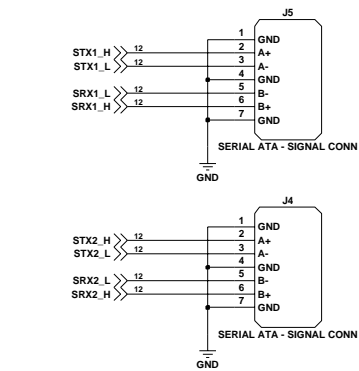 J5
1 GND
STX1_H 12 2 A+
STX1_L 12 3 A-
4 GND
SRX1_L 12 5 B-
SRX1_H 12 6 B+
7 GND
SERIAL ATA - SIGNAL CONN
GND
J4
1 GND
STX2_H 12 2 A+
STX2_L 12 3 A-
4 GND
SRX2_L 12 5 B-
SRX2_H 12 6 B+
7 GND
SERIAL ATA - SIGNAL CONN
GND